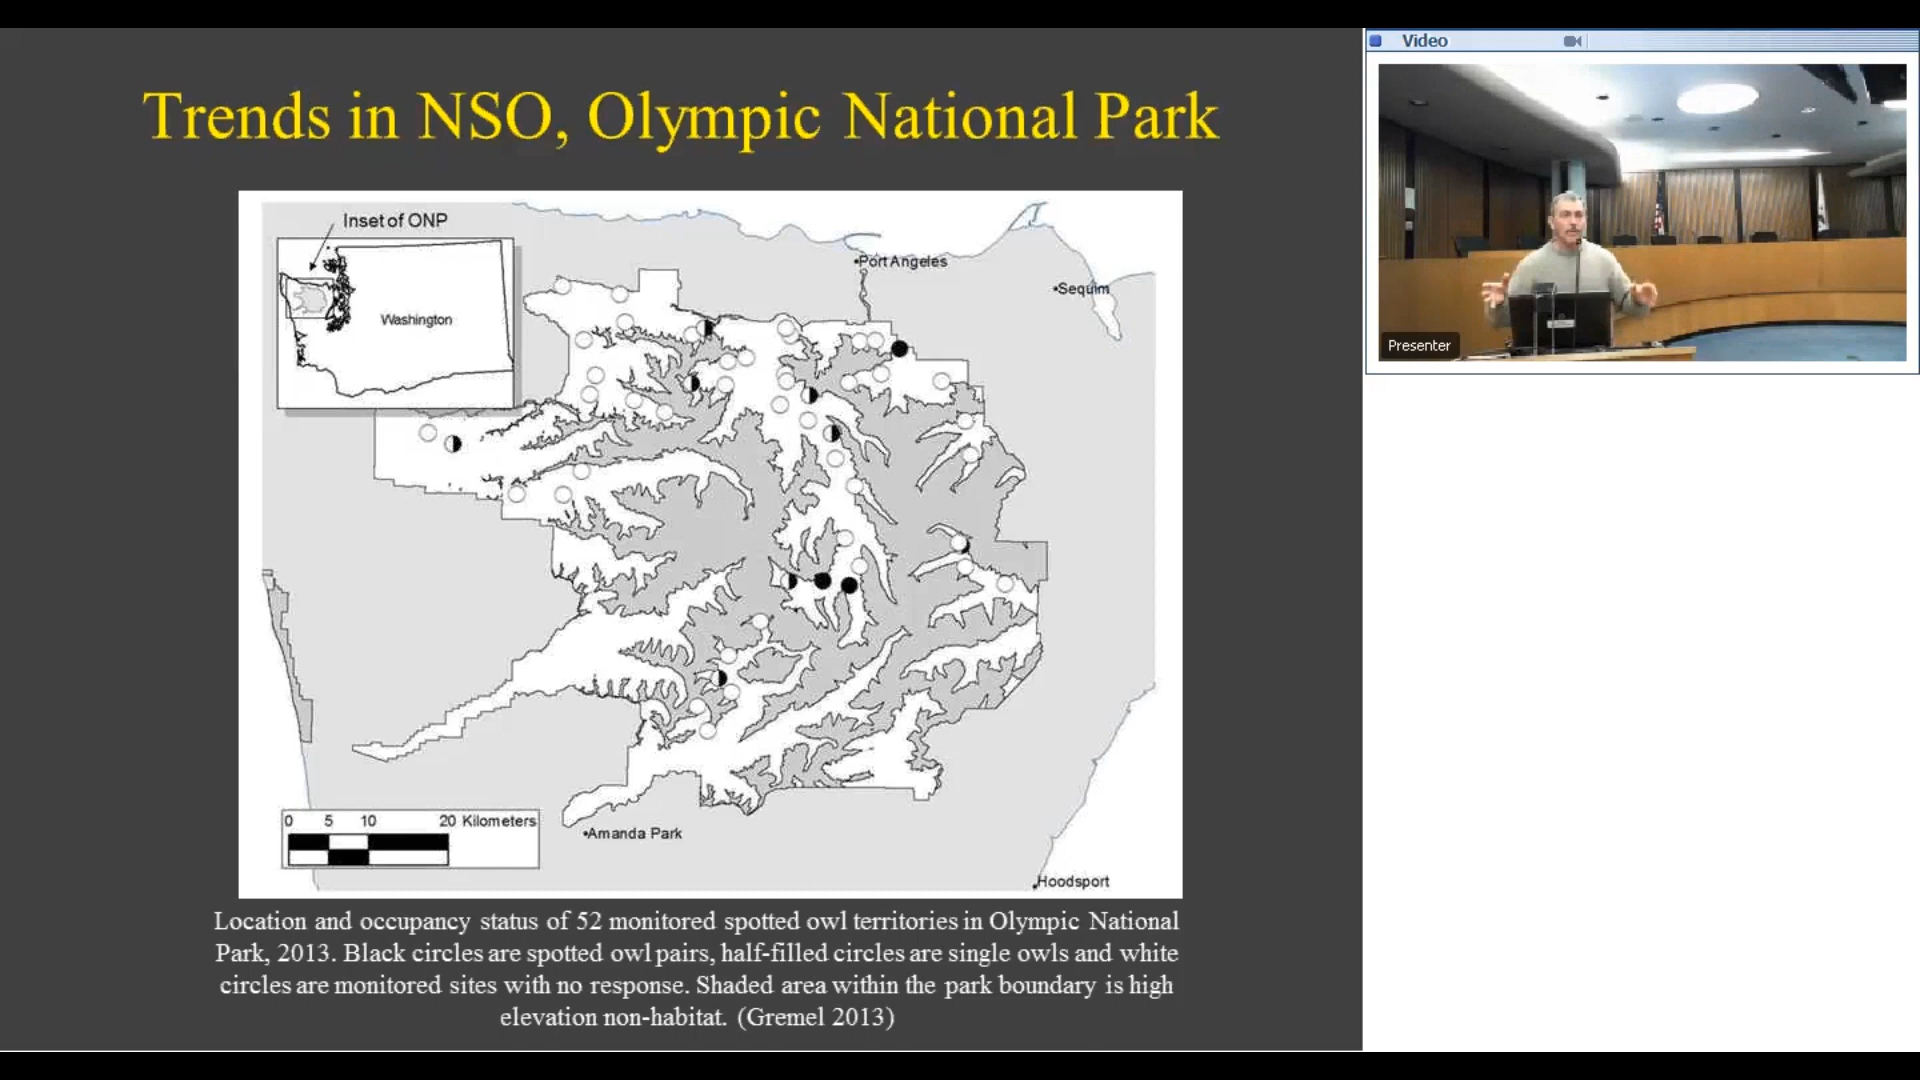 Trends in NSO, Olympic National Park
Video
Presenter
Inset of ONP
Washington
Port Angeles
Sequim
0 5 10 20 Kilometers
Amanda Park
Hoodsport
Location and occupancy status of 52 monitored spotted owl territories in Olympic National
Park, 2013. Black circles are spotted owl pairs, half-filled circles are single owls and white
circles are monitored sites with no response. Shaded area within the park boundary is high
elevation non-habitat. (Gremel 2013)